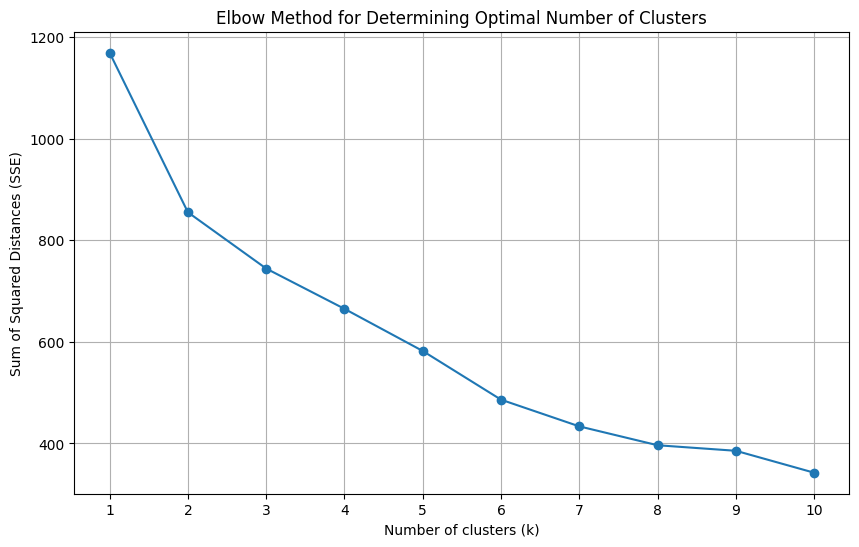 Elbow Method for Determining Optimal Number of Clusters
1200
1000
800
600
400
Sum of Squared Distances (SSE)
1 2 3 4 5 6 7 8 9 10
Number of clusters (k)